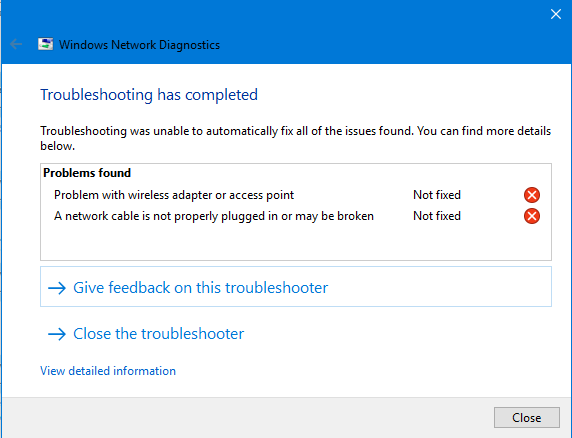 Windows Network Diagnostics
Troubleshooting has completed
Troubleshooting was unable to automatically fix all of the issues found. You can find more details
below.
Problems found
Problem with wireless adapter or access point Not fixed
A network cable is not properly plugged in or may be broken Not fixed
Give feedback on this troubleshooter
Close the troubleshooter
View detailed information
Close